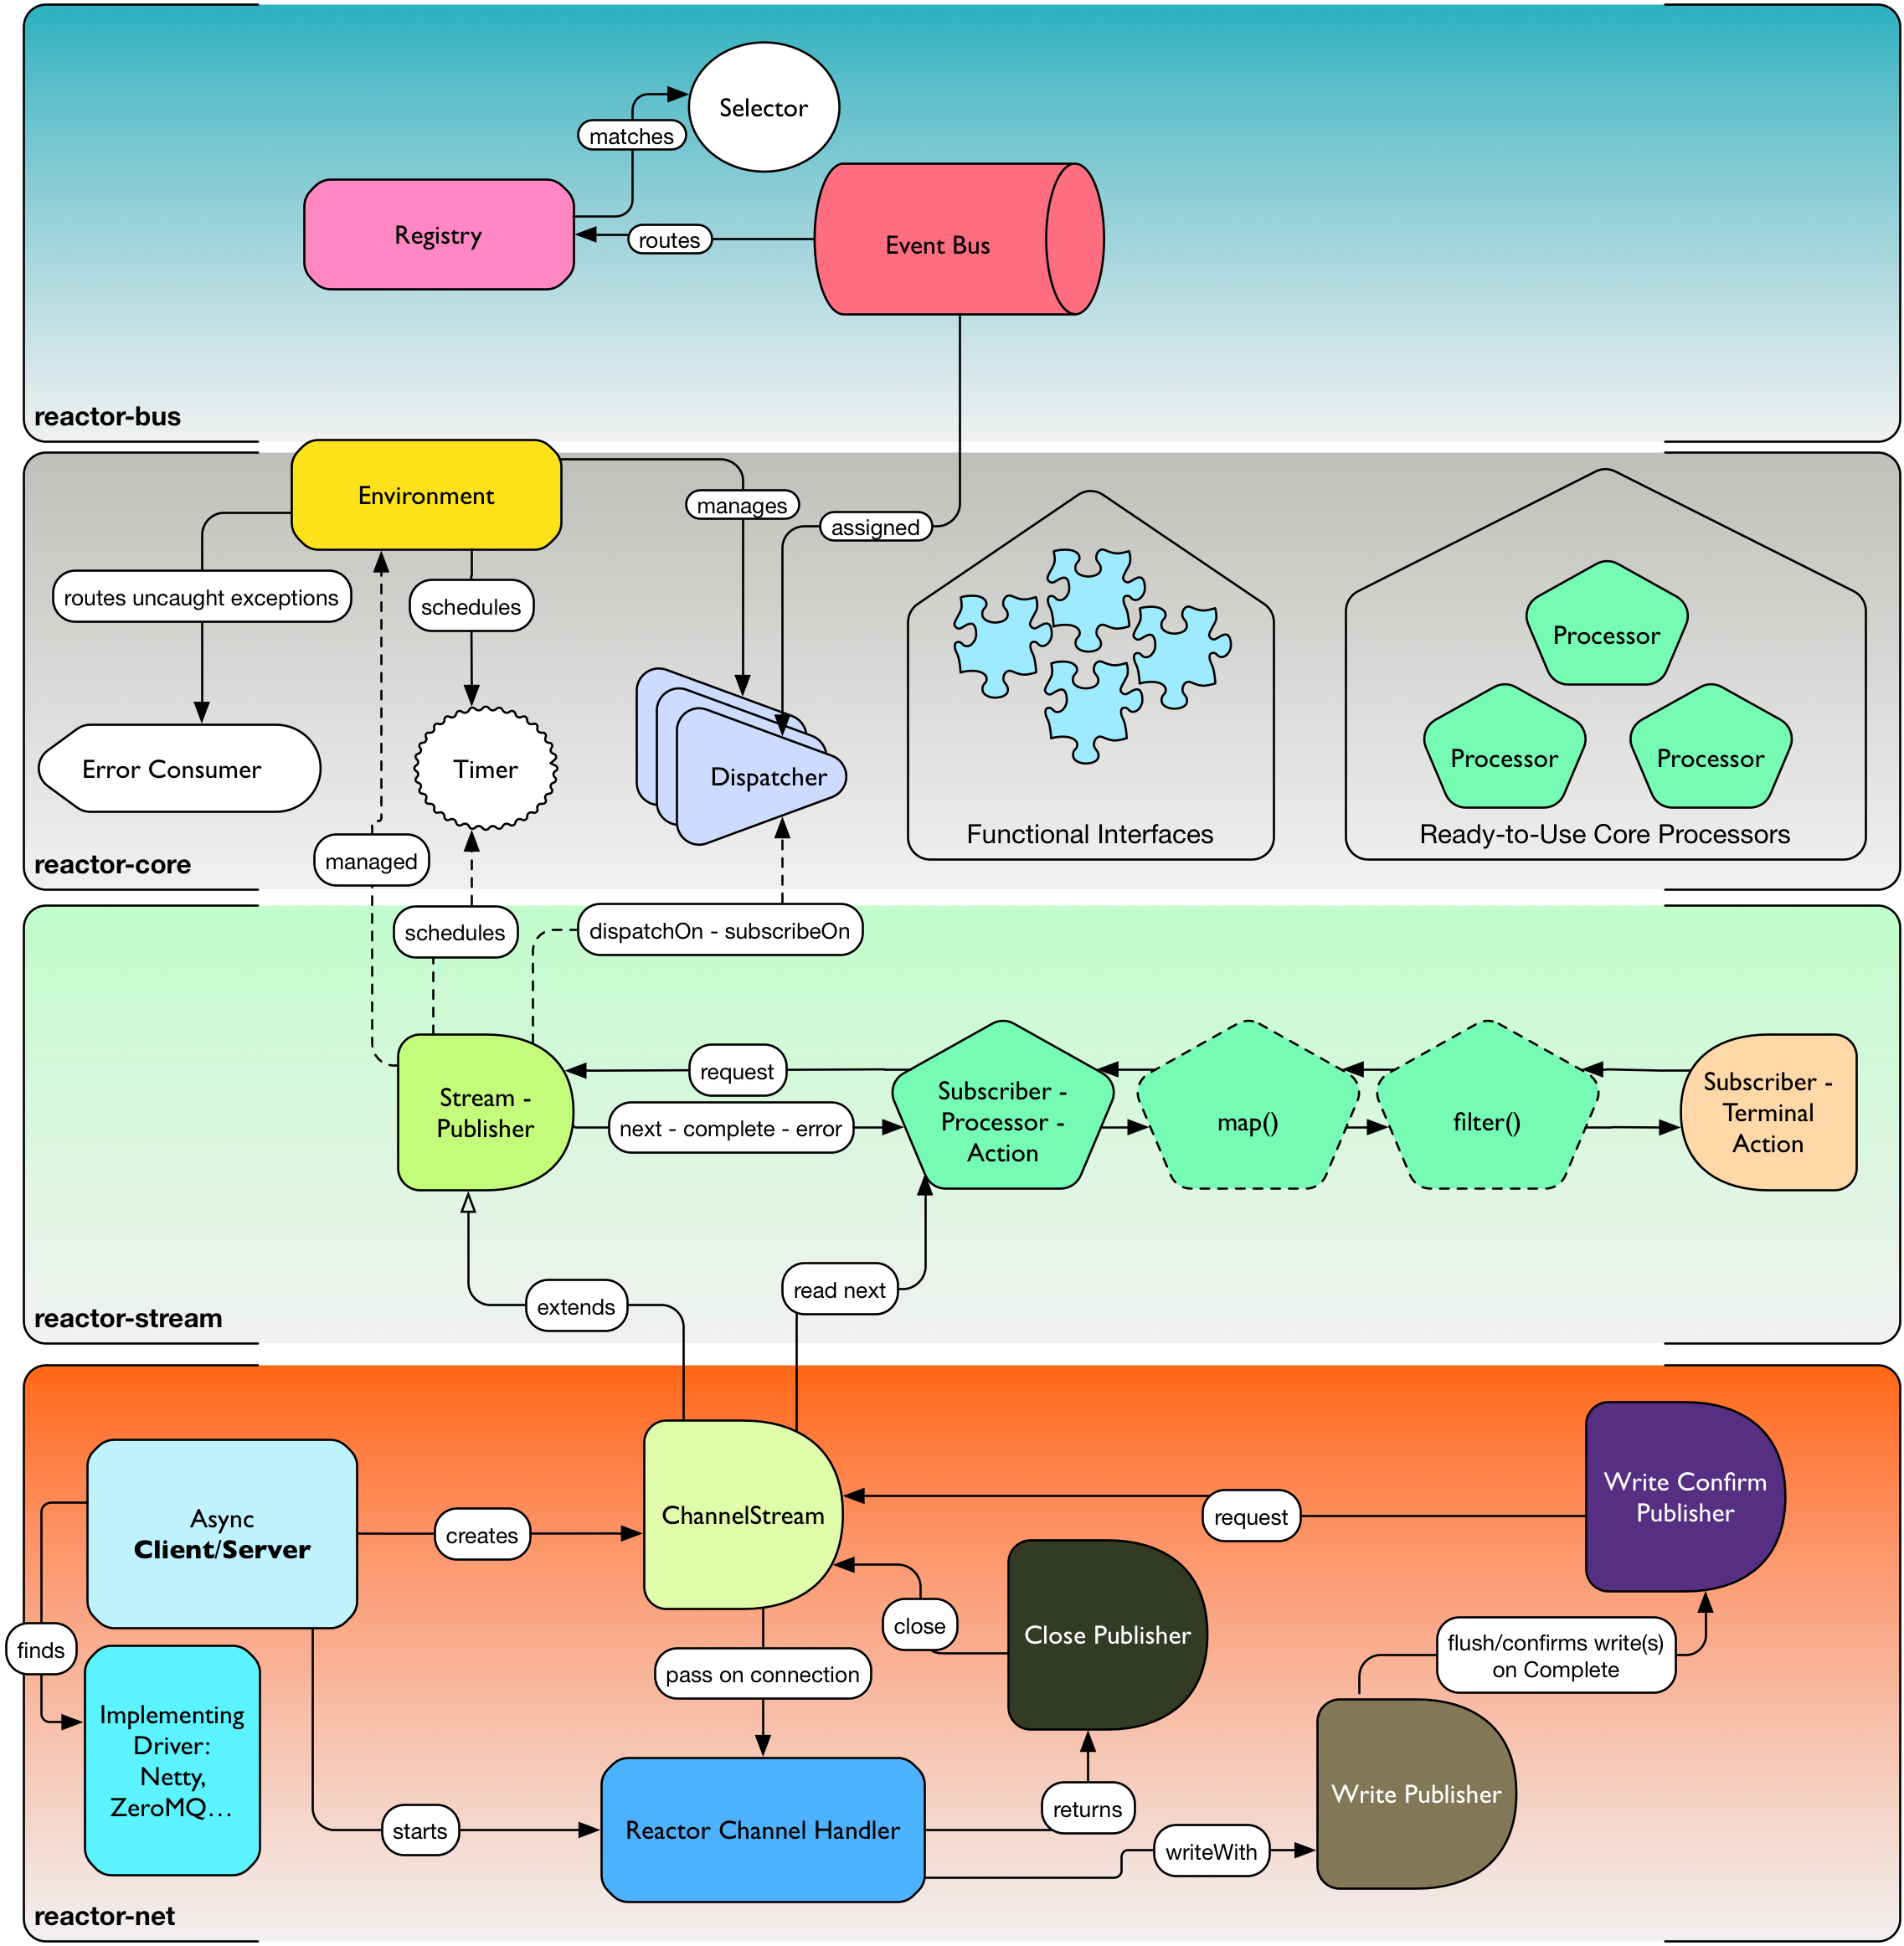 Selector
matches
Registry
routes
Event Bus
reactor-bus
Environment
manages
assigned
routes uncaught exceptions
schedules
Processor
Error Consumer
Timer
Dispatcher
Processor
Processor
Functional Interfaces
Ready-to-Use Core Processors
managed
reactor-core
schedules
dispatchOn - subscribeOn
request
Stream -
Publisher
next - complete - error
Subscriber -
Processor -
Action
map()
filter()
Subscriber -
Terminal
Action
read next
extends
reactor-stream
Async
Client/Server
creates
ChannelStream
request
Write Confirm
Publisher
close
Close Publisher
finds
pass on connection
flush/confirms write(s)
on Complete
Implementing
Driver:
Netty,
ZeroMQ...
starts
Reactor Channel Handler
returns
writeWith
Write Publisher
reactor-net